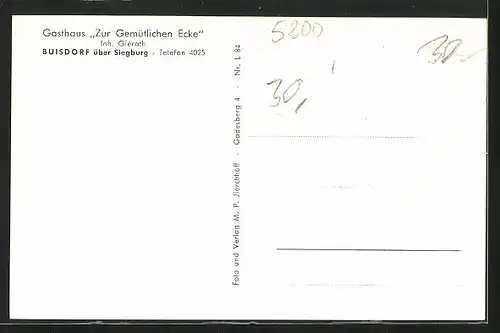 Gasthaus „Zur Gemütlichen Ecke"
Inh. Gierath
BUISDORF über Siegburg · Telefon 4025
Foto und Verlag M. P. Jierchhoff - Godesberg 4 - Nr. L 84
5200
30,-
30,